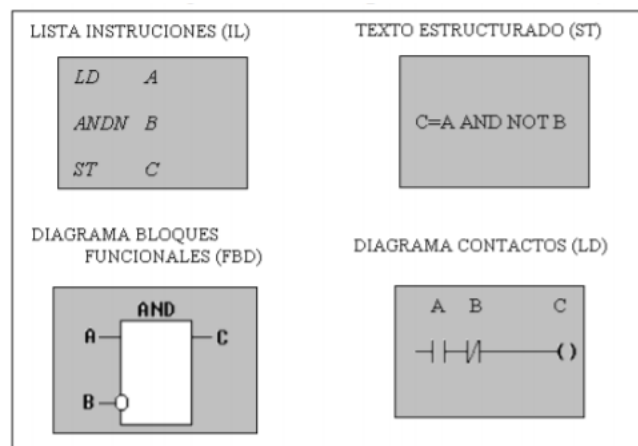 LISTA INSTRUCIONES (IL)
LD A
ANDN B
ST C
TEXTO ESTRUCTURADO (ST)
C=A AND NOT B
DIAGRAMA BLOQUES
FUNCIONALES (FBD)
AND
A C
B
DIAGRAMA CONTACTOS (LD)
A B C